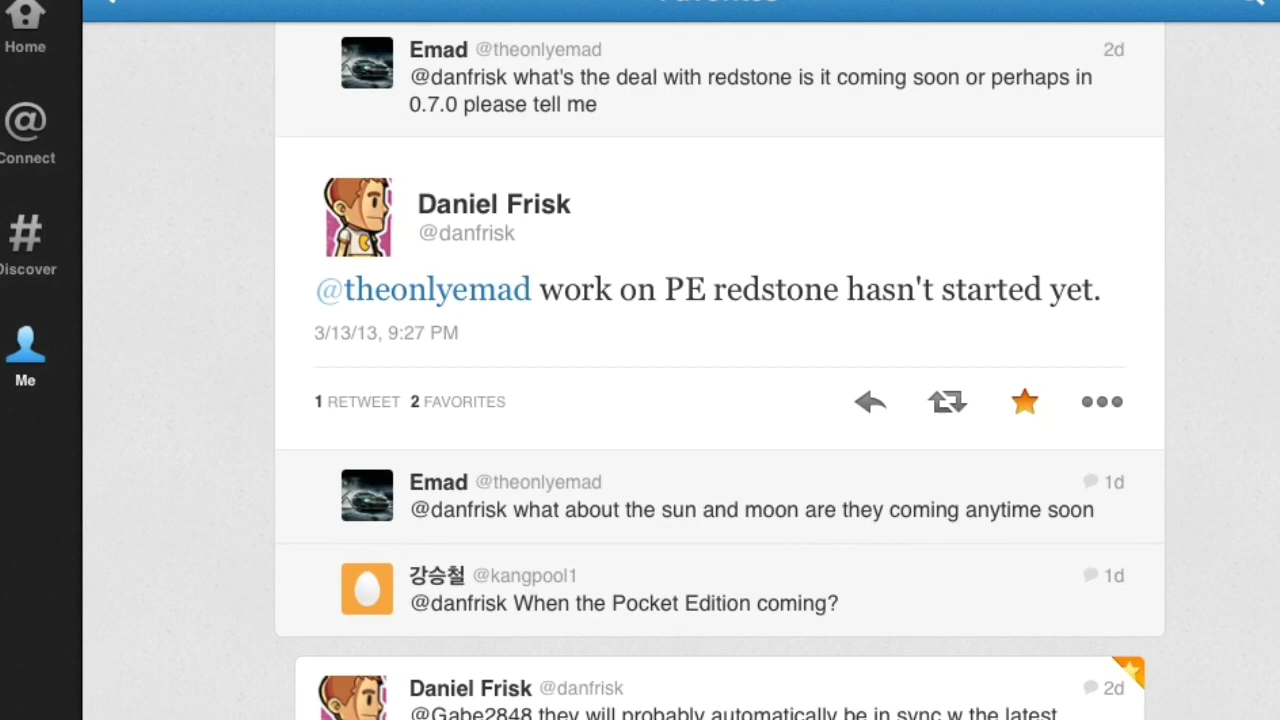 Home
Connect
Discover
Me
Emad @theonlyemad 2d
@danfrisk what's the deal with redstone is it coming soon or perhaps in
0.7.0 please tell me
Daniel Frisk
@danfrisk
@theonlyemad work on PE redstone hasn't started yet.
3/13/13, 9:27 PM
1 RETWEET 2 FAVORITES
Emad @theonlyemad 1d
@danfrisk what about the sun and moon are they coming anytime soon
강승철 @kangpool1 1d
@danfrisk When the Pocket Edition coming?
Daniel Frisk @danfrisk 2d
@Gabe2848 they will probably automatically be in sync w the latest